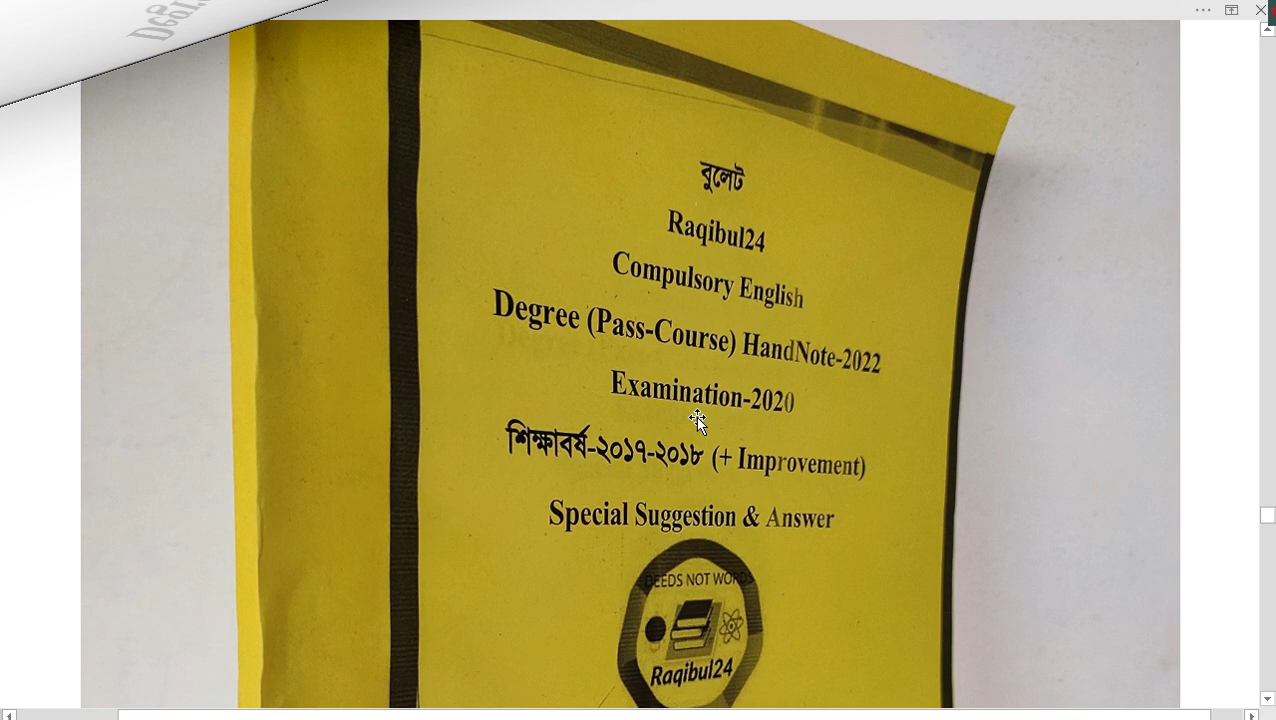 বুলেট
Raqibul24
Compulsory English
Degree (Pass-Course) HandNote-2022
Examination-2020
শিক্ষাবর্ষ-২০১৭-২০১৮ (+ Improvement)
Special Suggestion & Answer
DEEDS NOT WORDS
Raqibul24